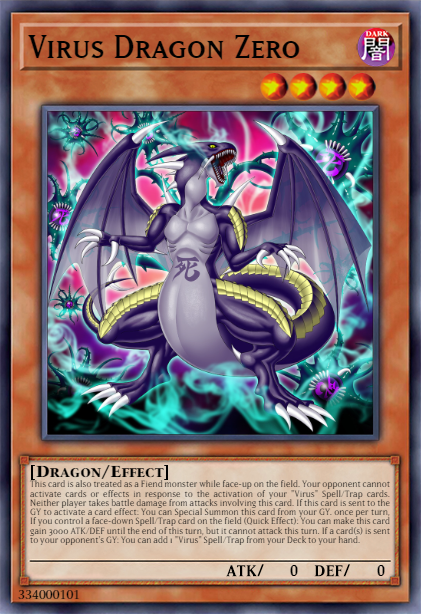 Virus Dragon Zero
DARK
闇
死
[Dragon/Effect]
This card is also treated as a Fiend monster while face-up on the field. Your opponent cannot
activate cards or effects in response to the activation of your "Virus" Spell/Trap cards.
Neither player takes battle damage from attacks involving this card. If this card is sent to the
GY to activate a card effect: You can Special Summon this card from your GY. once per turn,
If you control a face-down Spell/Trap card on the field (Quick Effect): You can make this card
gain 3000 ATK/DEF until the end of this turn, but it cannot attack this turn. If a card(s) is sent
to your opponent's GY: You can add 1 "Virus" Spell/Trap from your Deck to your hand.
ATK/ 0 DEF/ 0
334000101